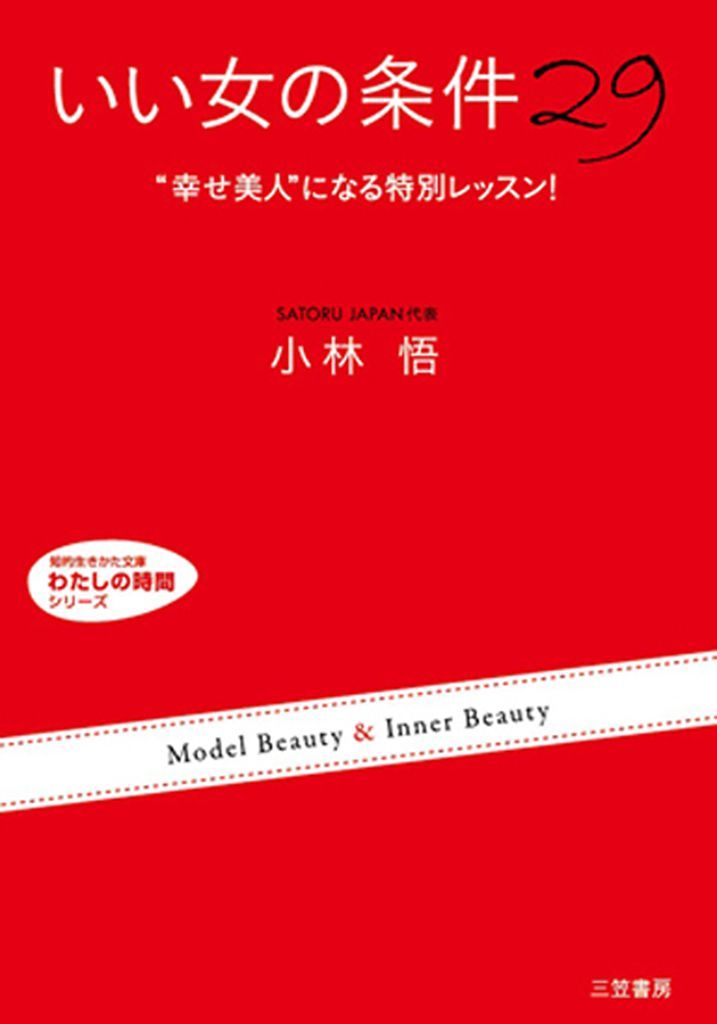 いい女の条件29
“幸せ美人”になる特別レッスン!
SATORU JAPAN代表
小林 悟
知的生きかた文庫
わたしの時間
シリーズ
Model Beauty & Inner Beauty
三笠書房